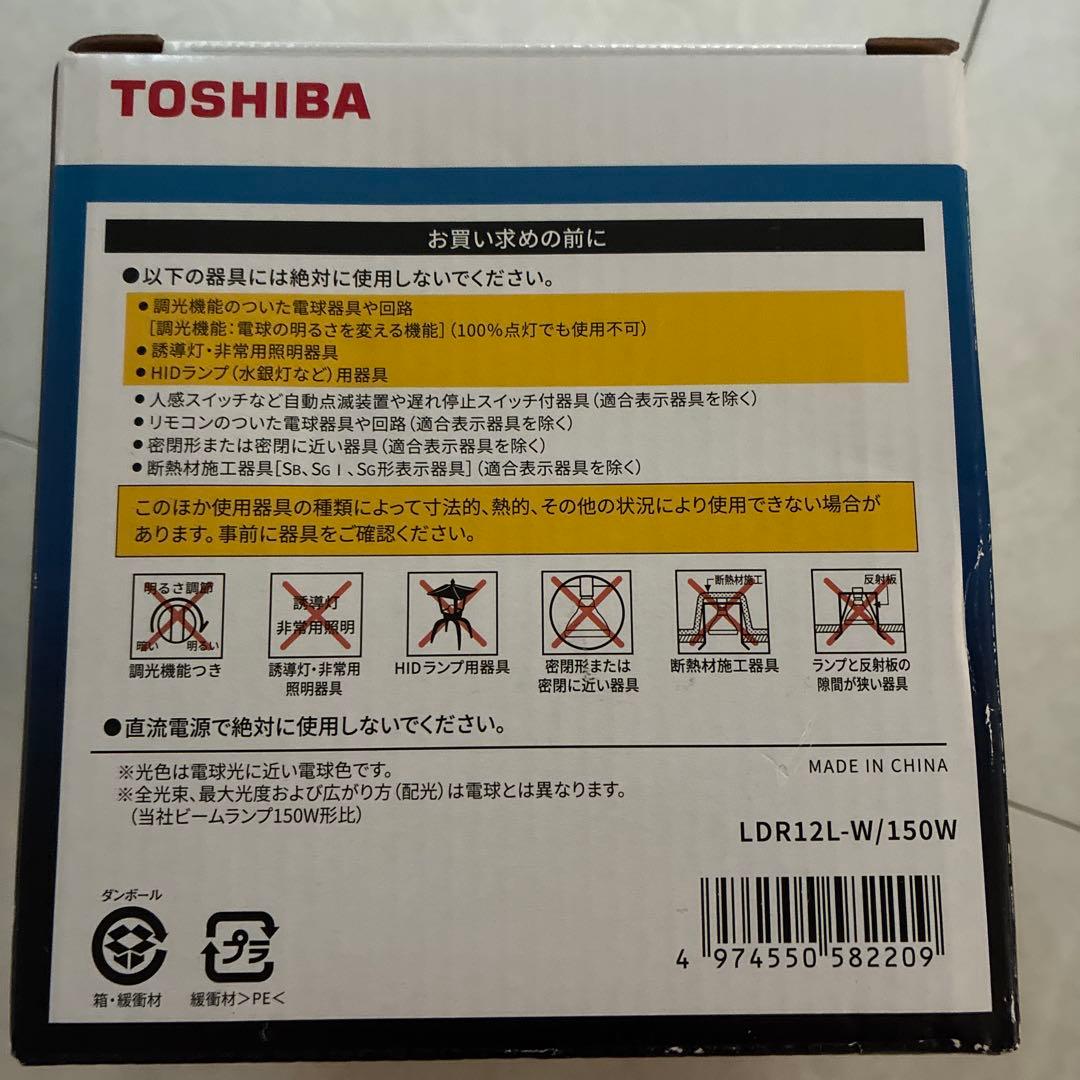 TOSHIBA
お買い求めの前に
●以下の器具には絶対に使用しないでください。
●調光機能のついた電球器具や回路
［調光機能：電球の明るさを変える機能］（100％点灯でも使用不可）
●誘導灯・非常用照明器具
●HIDランプ（水銀灯など）用器具
●人感スイッチなど自動点滅装置や遅れ停止スイッチ付器具（適合表示器具を除く）
●リモコンのついた電球器具や回路（適合表示器具を除く）
●密閉形または密閉に近い器具（適合表示器具を除く）
●断熱材施工器具［SB、SGI、SG形表示器具］（適合表示器具を除く）
このほか使用器具の種類によって寸法的、熱的、その他の状況により使用できない場合が
あります。事前に器具をご確認ください。
明るさ調節
暗い 明るい
調光機能つき
誘導灯
非常用照明
誘導灯・非常用
照明器具
HIDランプ用器具
密閉形または
密閉に近い器具
断熱材施工
断熱材施工器具
反射板
ランプと反射板の
隙間が狭い器具
●直流電源で絶対に使用しないでください。
※光色は電球光に近い電球色です。
※全光束、最大光度および広がり方（配光）は電球とは異なります。
（当社ビームランプ150W形比）
MADE IN CHINA
LDR12L-W/150W
ダンボール
箱・緩衝材
プラ
緩衝材＞PE＜
4 974550 582209